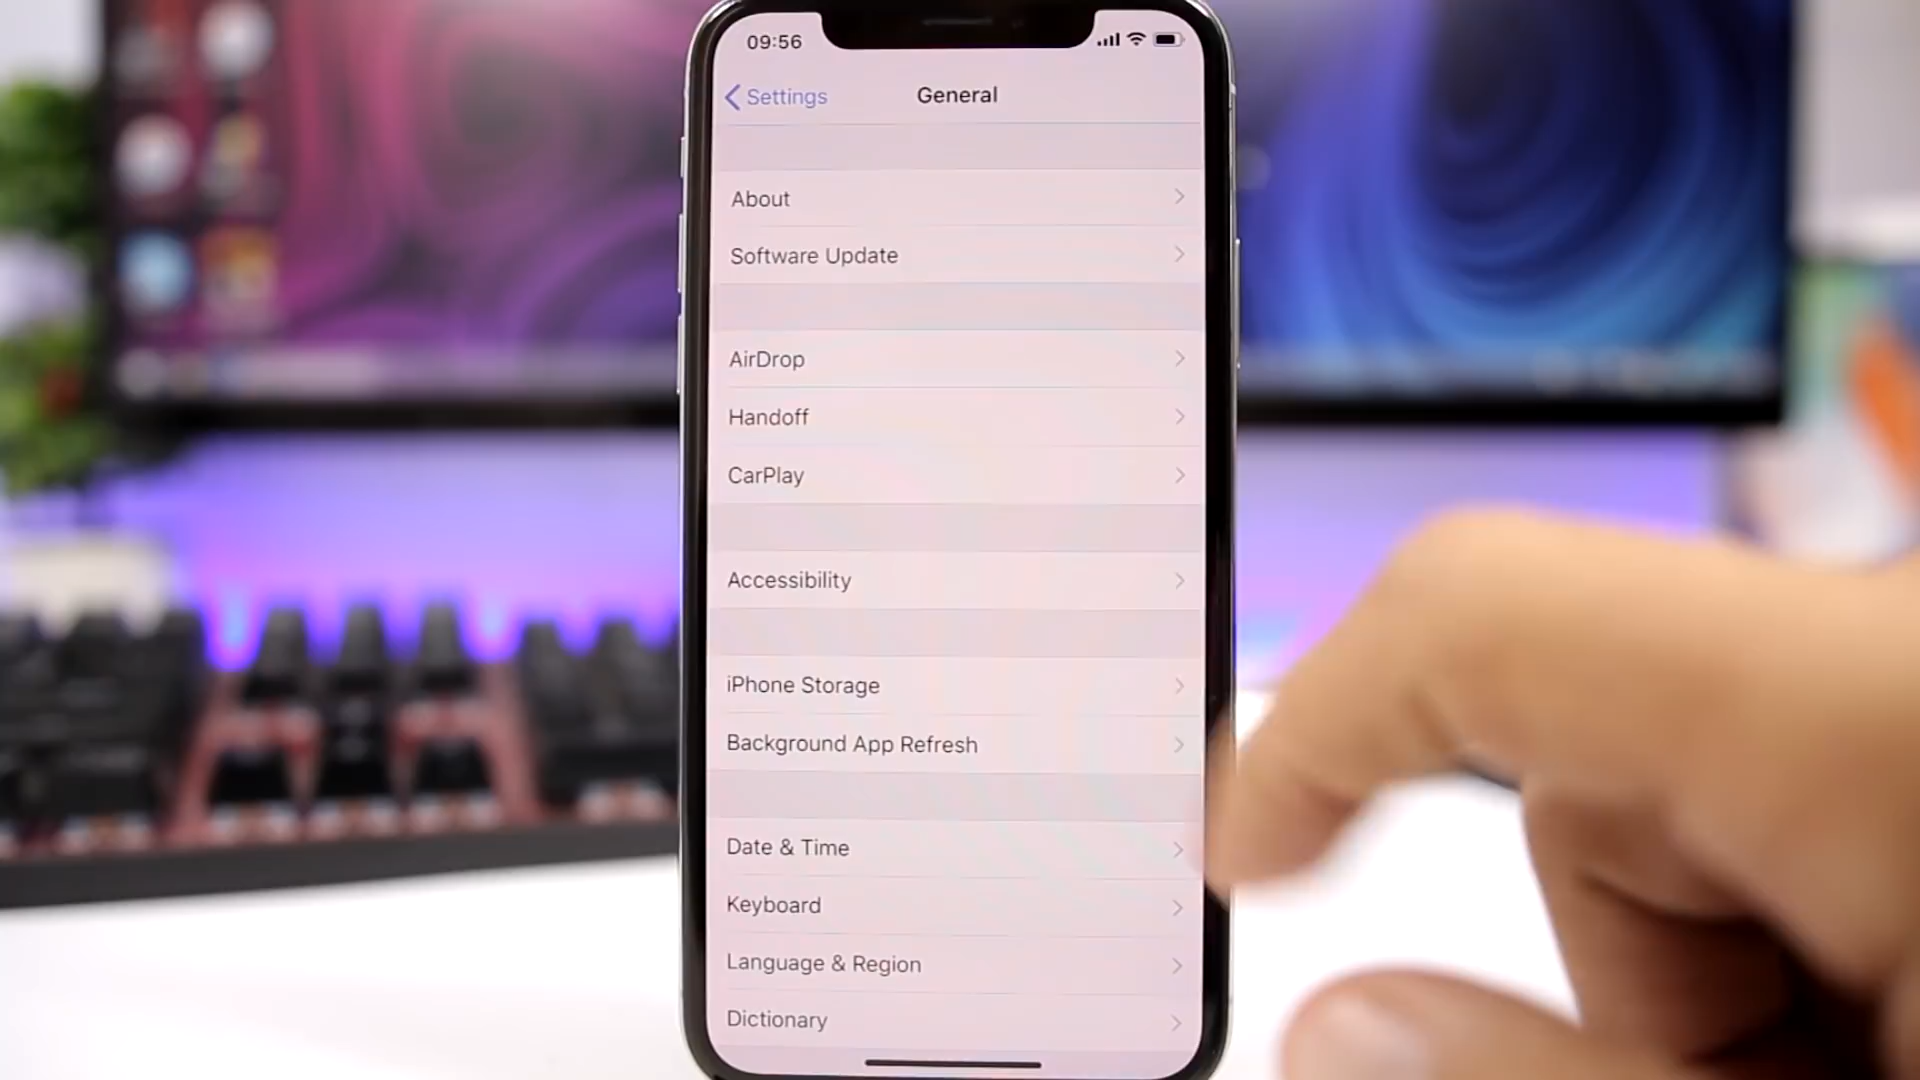 09:56
Settings
General
About
Software Update
AirDrop
Handoff
CarPlay
Accessibility
iPhone Storage
Background App Refresh
Date & Time
Keyboard
Language & Region
Dictionary